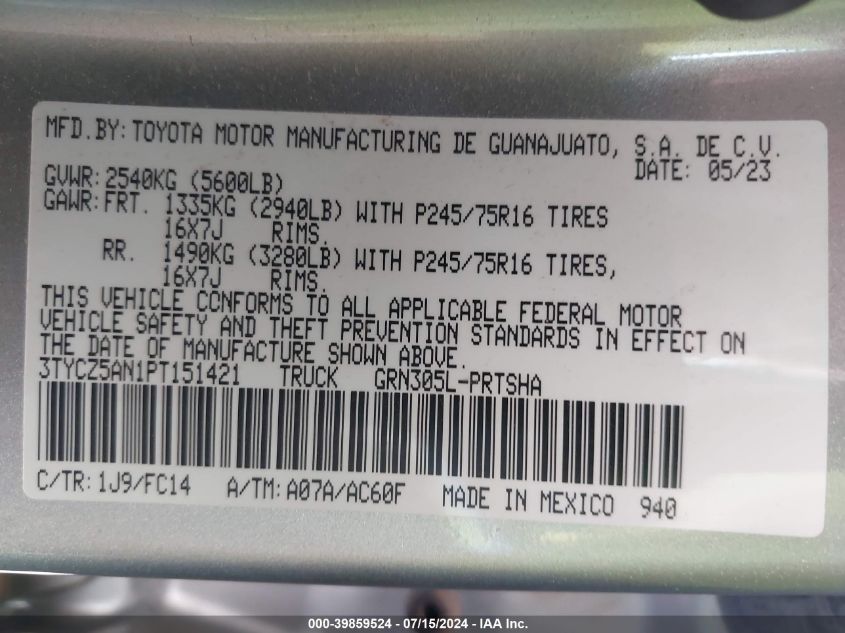 MFD.BY: TOYOTA MOTOR MANUFACTURING DE GUANAJUATO, S.A. DE C.V.
DATE: 05/23
GVWR: 2540KG (5600LB)
GAWR: FRT. 1335KG (2940LB) WITH P245/75R16 TIRES
16X7J RIMS.
RR. 1490KG (3280LB) WITH P245/75R16 TIRES,
16X7J RIMS.
THIS VEHICLE CONFORMS TO ALL APPLICABLE FEDERAL MOTOR
VEHICLE SAFETY AND THEFT PREVENTION STANDARDS IN EFFECT ON
THE DATE OF MANUFACTURE SHOWN ABOVE.
3TYCZ5AN1PT151421 TRUCK GRN305L-PRTSHA
C/TR: 1J9/FC14 A/TM: A07A/AC60F MADE IN MEXICO 940
000-39859524 - 07/15/2024 - IAA Inc.